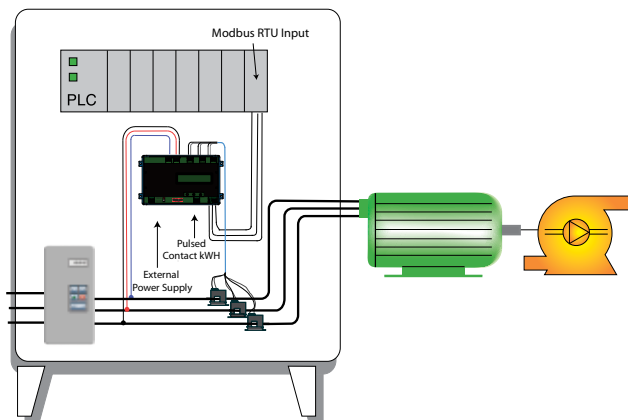 Modbus RTU Input
PLC
Pulsed
Contact kWH
External
Power Supply